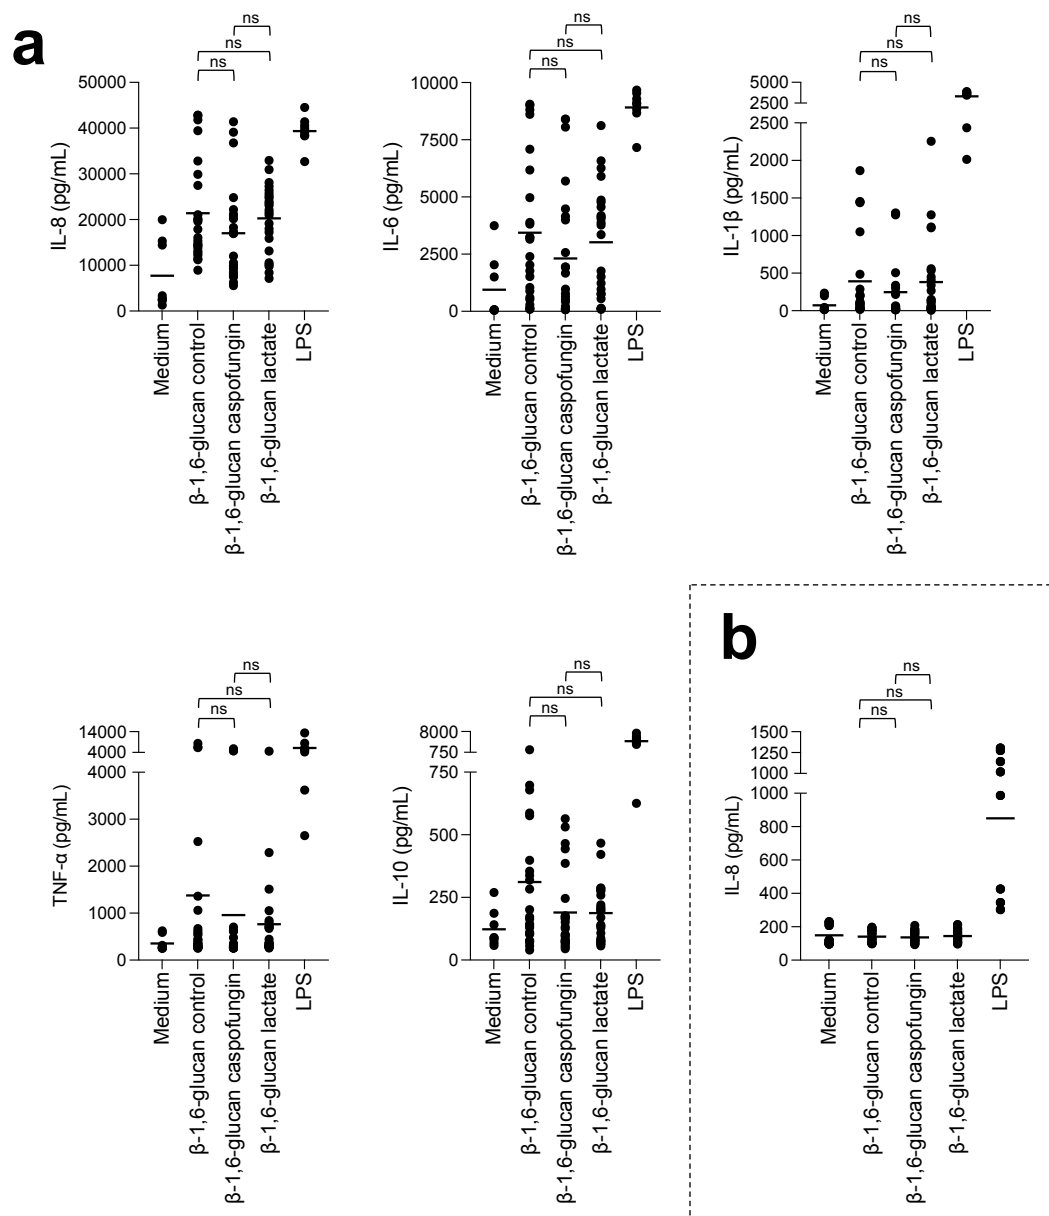 a
ns
ns
ns
IL-8 (pg/mL)
50000
40000
30000
20000
10000
0
Medium
β-1,6-glucan control
β-1,6-glucan caspofungin
β-1,6-glucan lactate
LPS
ns
ns
ns
IL-6 (pg/mL)
10000
7500
5000
2500
0
Medium
β-1,6-glucan control
β-1,6-glucan caspofungin
β-1,6-glucan lactate
LPS
ns
ns
ns
IL-1β (pg/mL)
5000
2500
2500
2000
1500
1000
500
0
Medium
β-1,6-glucan control
β-1,6-glucan caspofungin
β-1,6-glucan lactate
LPS
ns
ns
ns
TNF-α (pg/mL)
14000
4000
4000
3000
2000
1000
0
Medium
β-1,6-glucan control
β-1,6-glucan caspofungin
β-1,6-glucan lactate
LPS
ns
ns
ns
IL-10 (pg/mL)
8000
750
750
500
250
0
Medium
β-1,6-glucan control
β-1,6-glucan caspofungin
β-1,6-glucan lactate
LPS
b
ns
ns
ns
IL-8 (pg/mL)
1500
1250
1000
1000
800
600
400
200
0
Medium
β-1,6-glucan control
β-1,6-glucan caspofungin
β-1,6-glucan lactate
LPS